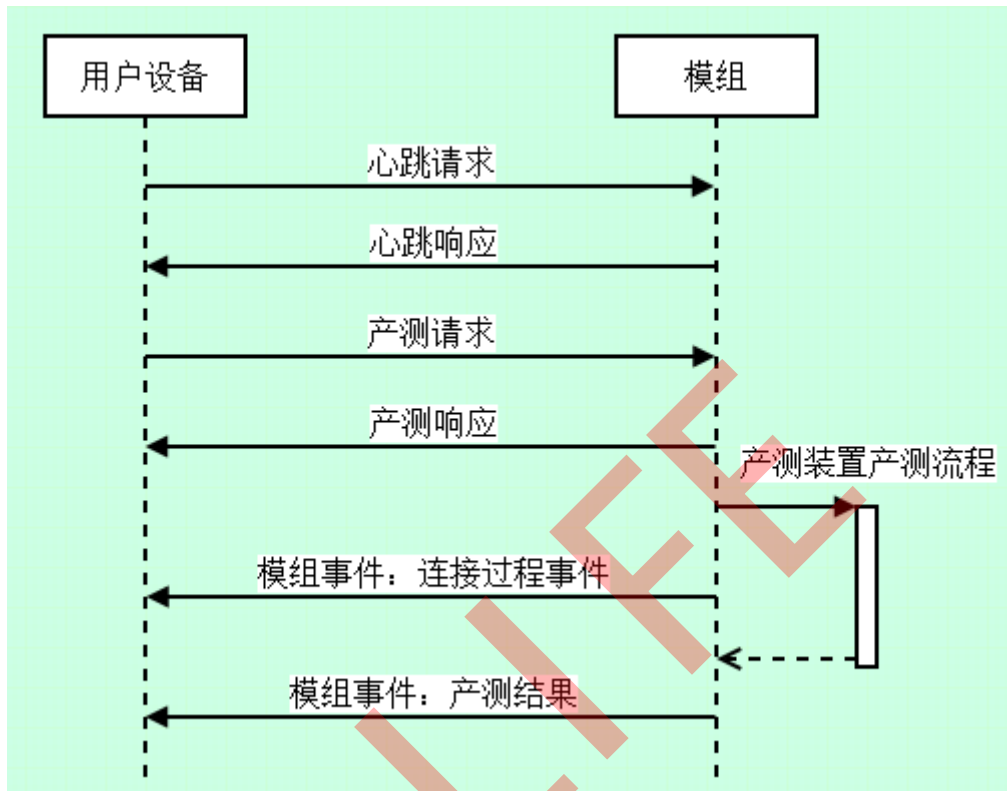 用户设备
模组
心跳请求
心跳响应
产测请求
产测响应
产测装置产测流程
模组事件：连接过程事件
模组事件：产测结果
LIFE